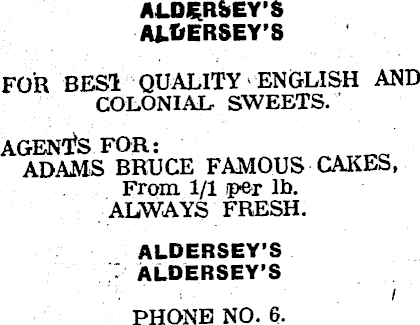 ALDERSEY'S
ALDERSEY'S
FOR BEST QUALITY ENGLISH AND
COLONIAL SWEETS.
AGENTS FOR:
ADAMS BRUCE FAMOUS CAKES,
From 1/1 per lb.
ALWAYS FRESH.
ALDERSEY'S
ALDERSEY'S
PHONE NO. 6.